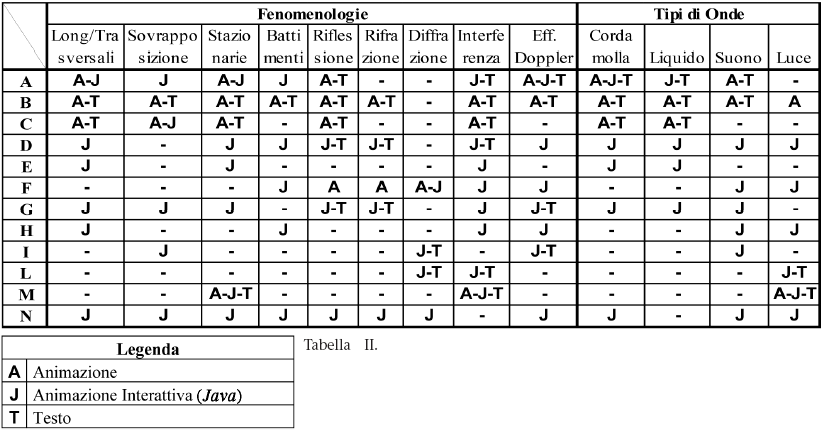 Fenomenologie Tipi di Onde
Long/Tra Sovrappo Stazio Batti Rifles Rifra Diffra Interfe Eff. Corda
sversali sizione narie menti sione zione zione renza Doppler molla Liquido Suono Luce
A A-J J A-J J A-T - - J-T A-J-T A-J-T J-T A-T -
B A-T A-T A-T A-T A-T A-T - A-T A-T A-T A-T A-T A
C A-T A-J A-T - A-T - - A-T - A-T A-T - -
D J - J J J-T J-T - J-T J J J J J
E J - J - - - - J - J J - -
F - - - J A A A-J J J - - J J
G J J J - J-T J-T - J J-T J J J -
H J - - J - - - J J - - J J
I - J - - - - J-T - J-T - - J -
L - - - - - - J-T J-T - - - - J-T
M - - A-J-T - - - - A-J-T - - - - A-J-T
N J J J J J J J - J J - J J
Legenda
A Animazione
J Animazione Interattiva (Java)
T Testo
Tabella II.